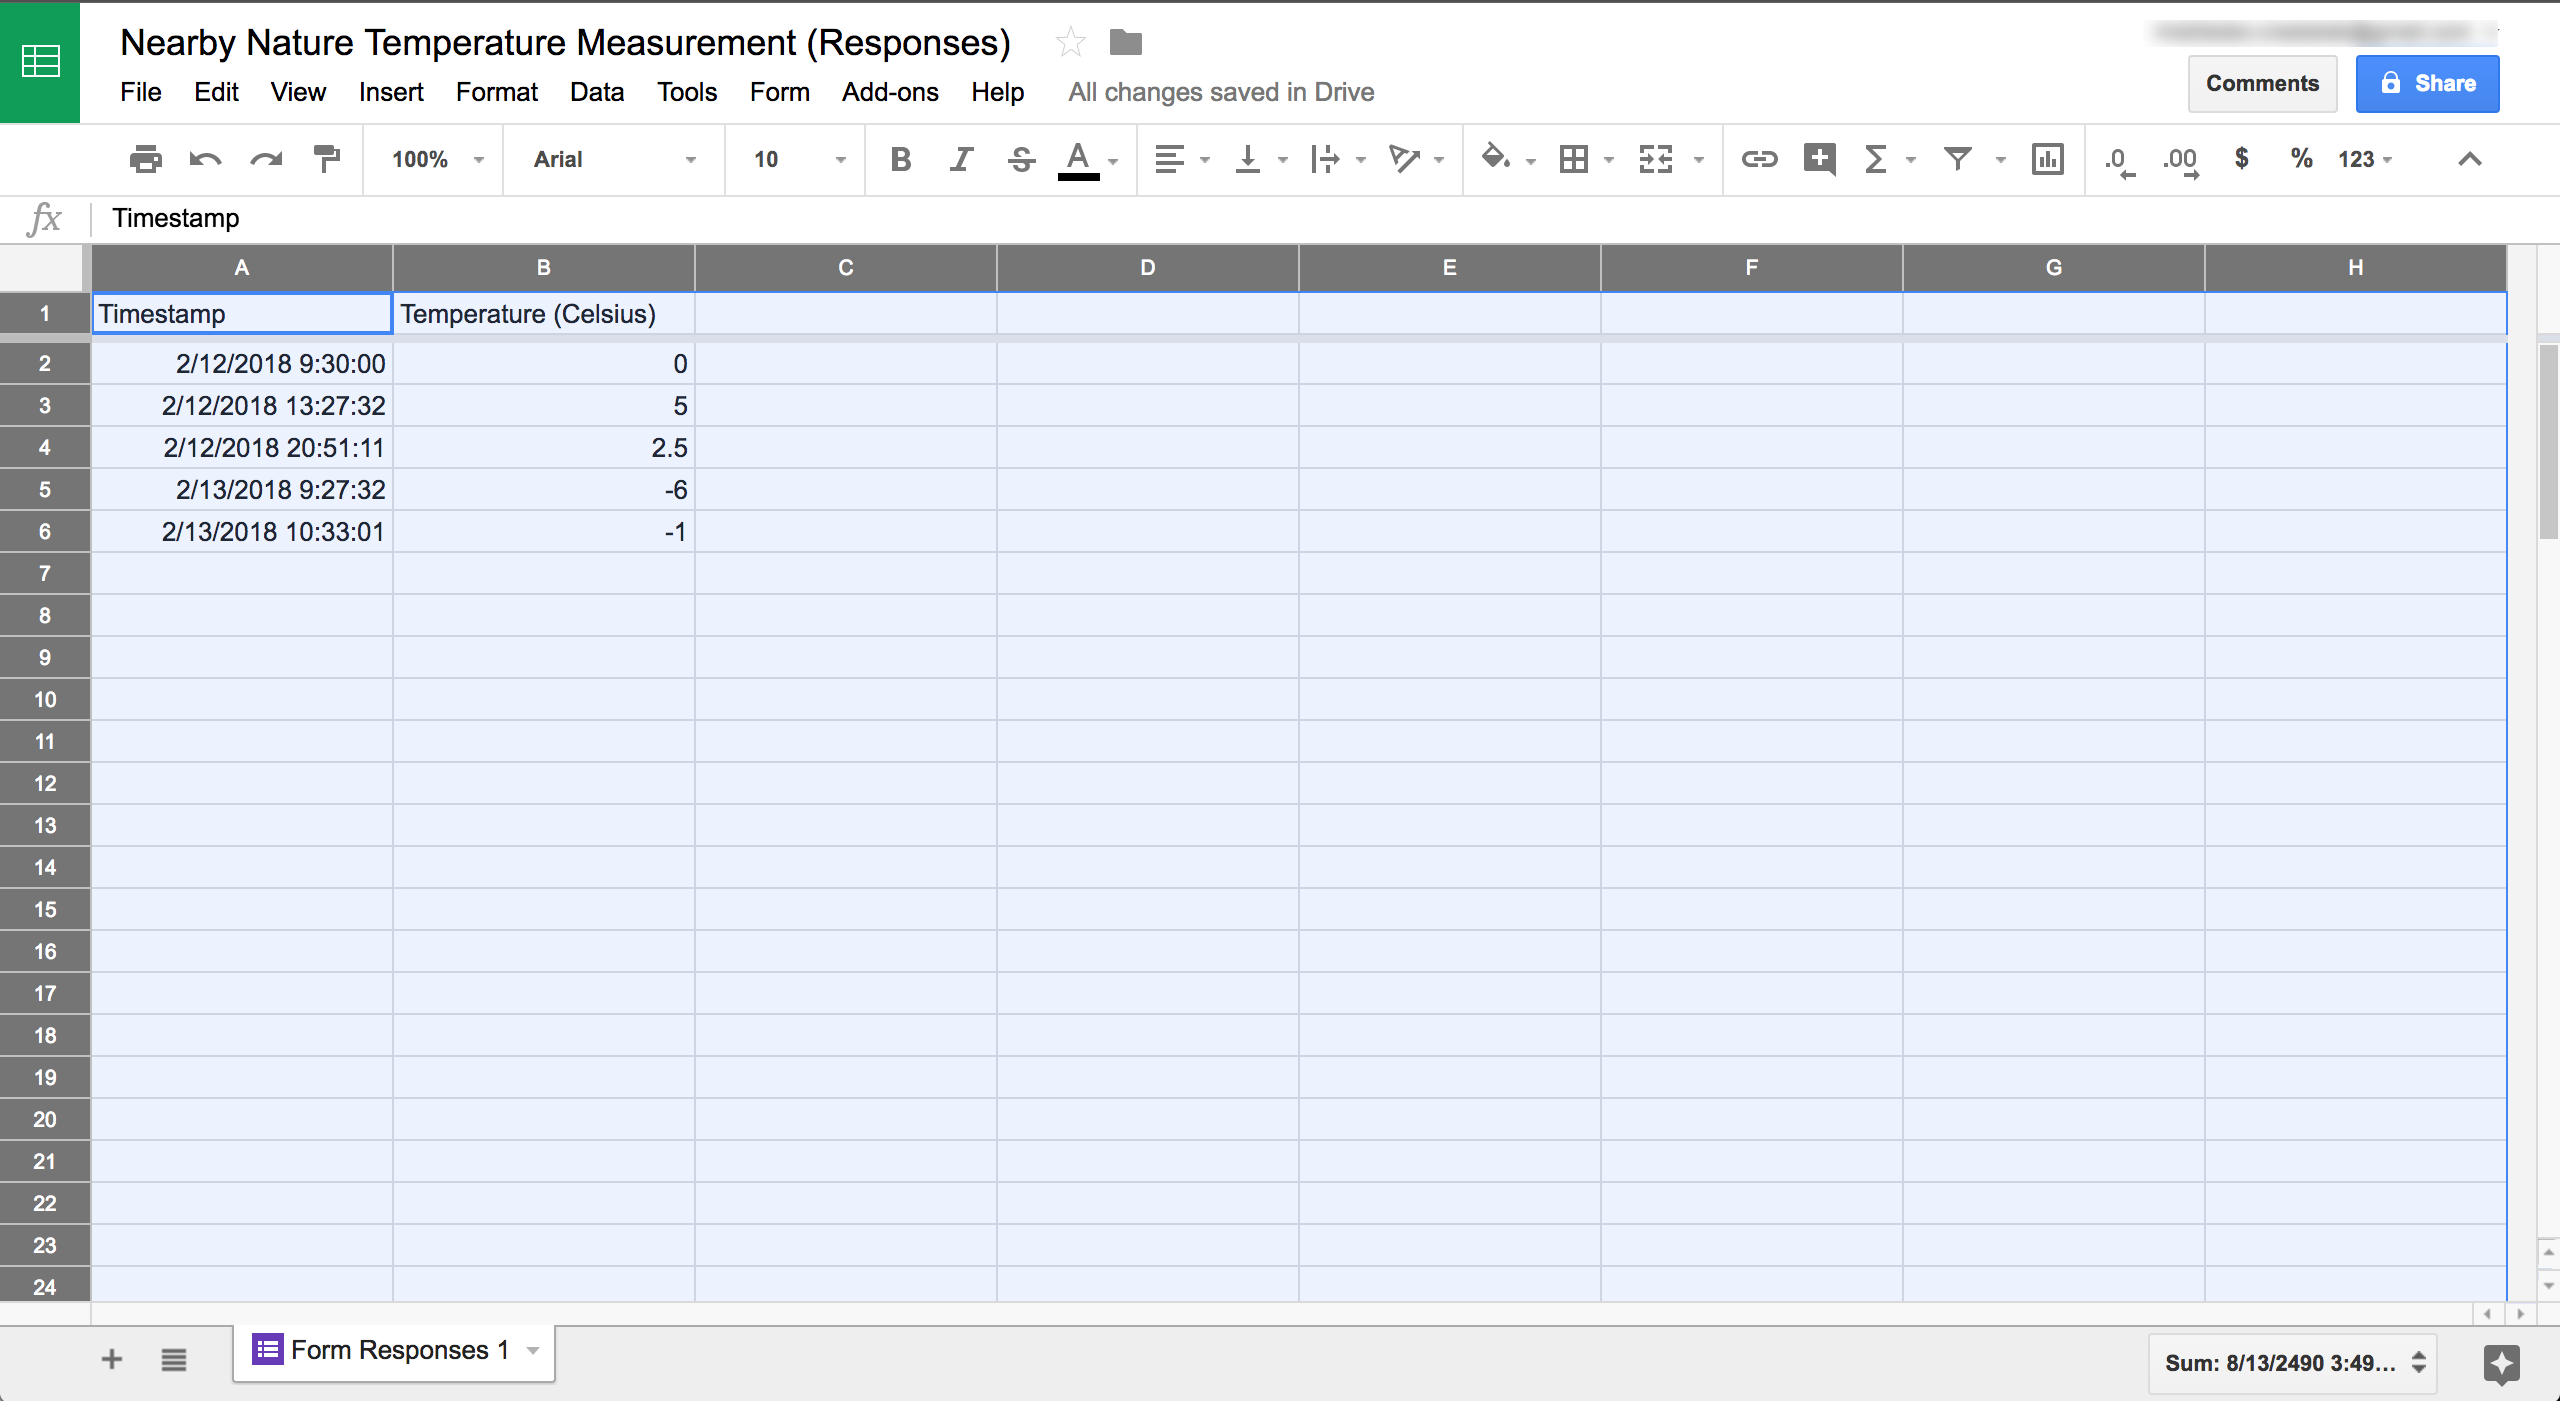 Nearby Nature Temperature Measurement (Responses)
File Edit View Insert Format Data Tools Form Add-ons Help All changes saved in Drive
Comments Share
100% Arial 10 B I S A .0 .00 $ % 123
fx Timestamp
A B C D E F G H
1 Timestamp Temperature (Celsius)
2 2/12/2018 9:30:00 0
3 2/12/2018 13:27:32 5
4 2/12/2018 20:51:11 2.5
5 2/13/2018 9:27:32 -6
6 2/13/2018 10:33:01 -1
7
8
9
10
11
12
13
14
15
16
17
18
19
20
21
22
23
24
+ Form Responses 1 Sum: 8/13/2490 3:49...